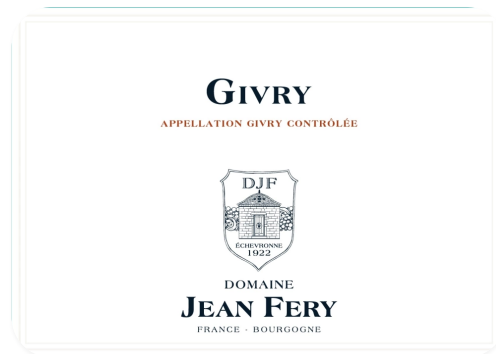 GIVRY
APPELLATION GIVRY CONTRÔLÉE
DJF
ÉCHEVRONNE
1922
DOMAINE
JEAN FERY
FRANCE - BOURGOGNE